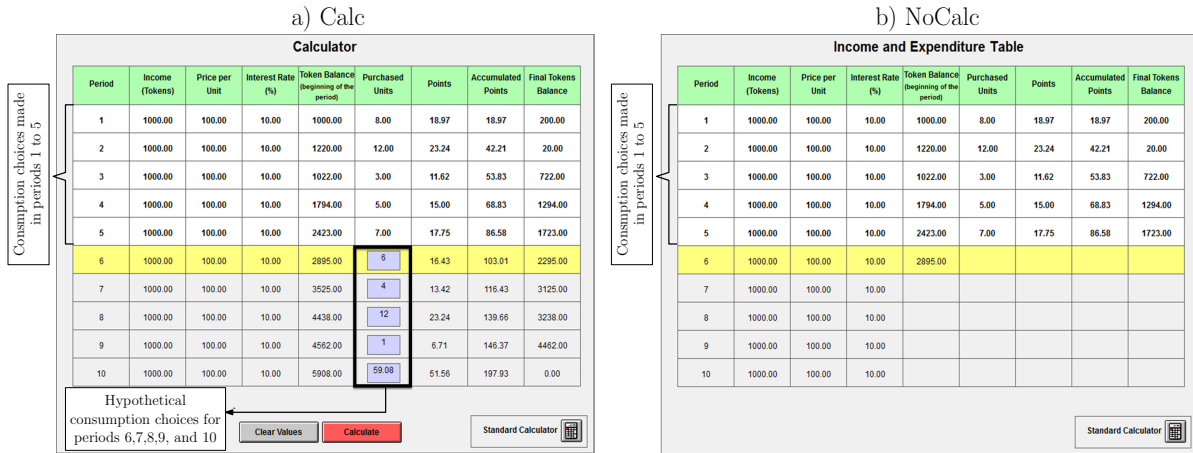 a) Calc
Calculator
Period Income (Tokens) Price per Unit Interest Rate (%) Token Balance (beginning of the period) Purchased Units Points Accumulated Points Final Tokens Balance
1 1000.00 100.00 10.00 1000.00 8.00 18.97 18.97 200.00
2 1000.00 100.00 10.00 1220.00 12.00 23.24 42.21 20.00
3 1000.00 100.00 10.00 1022.00 3.00 11.62 53.83 722.00
4 1000.00 100.00 10.00 1794.00 5.00 15.00 68.83 1294.00
5 1000.00 100.00 10.00 2423.00 7.00 17.75 86.58 1723.00
6 1000.00 100.00 10.00 2895.00 6 16.43 103.01 2295.00
7 1000.00 100.00 10.00 3525.00 4 13.42 116.43 3125.00
8 1000.00 100.00 10.00 4438.00 12 23.24 139.66 3238.00
9 1000.00 100.00 10.00 4562.00 1 6.71 146.37 4462.00
10 1000.00 100.00 10.00 5908.00 59.08 51.56 197.93 0.00
Consmption choices made
in periods 1 to 5
Hypothetical
consumption choices for
periods 6,7,8,9, and 10
Clear Values
Calculate
Standard Calculator
b) NoCalc
Income and Expenditure Table
Period Income (Tokens) Price per Unit Interest Rate (%) Token Balance (beginning of the period) Purchased Units Points Accumulated Points Final Tokens Balance
1 1000.00 100.00 10.00 1000.00 8.00 18.97 18.97 200.00
2 1000.00 100.00 10.00 1220.00 12.00 23.24 42.21 20.00
3 1000.00 100.00 10.00 1022.00 3.00 11.62 53.83 722.00
4 1000.00 100.00 10.00 1794.00 5.00 15.00 68.83 1294.00
5 1000.00 100.00 10.00 2423.00 7.00 17.75 86.58 1723.00
6 1000.00 100.00 10.00 2895.00
7 1000.00 100.00 10.00
8 1000.00 100.00 10.00
9 1000.00 100.00 10.00
10 1000.00 100.00 10.00
Consmption choices made
in periods 1 to 5
Standard Calculator